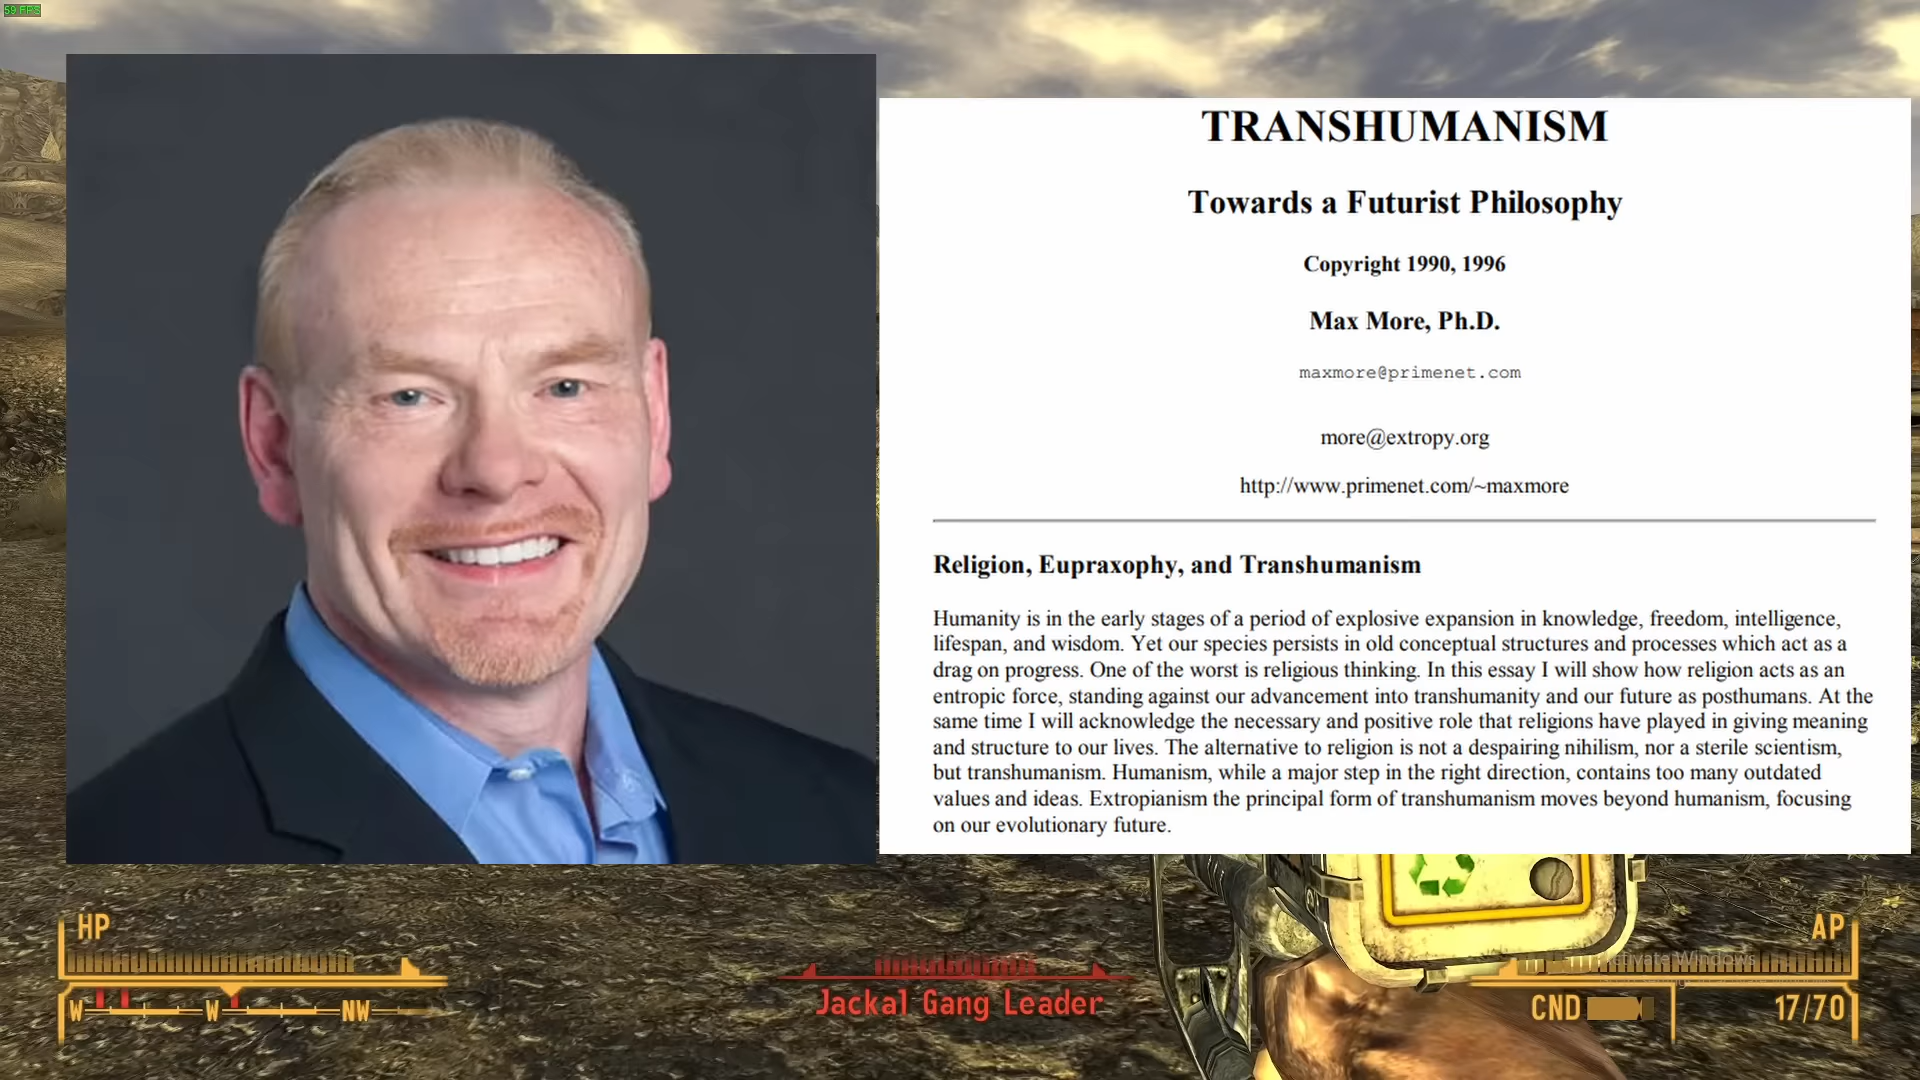 59 FPS
TRANSHUMANISM
Towards a Futurist Philosophy
Copyright 1990, 1996
Max More, Ph.D.
maxmore@primenet.com
more@extropy.org
http://www.primenet.com/~maxmore
Religion, Eupraxophy, and Transhumanism
Humanity is in the early stages of a period of explosive expansion in knowledge, freedom, intelligence,
lifespan, and wisdom. Yet our species persists in old conceptual structures and processes which act as a
drag on progress. One of the worst is religious thinking. In this essay I will show how religion acts as an
entropic force, standing against our advancement into transhumanity and our future as posthumans. At the
same time I will acknowledge the necessary and positive role that religions have played in giving meaning
and structure to our lives. The alternative to religion is not a despairing nihilism, nor a sterile scientism,
but transhumanism. Humanism, while a major step in the right direction, contains too many outdated
values and ideas. Extropianism the principal form of transhumanism moves beyond humanism, focusing
on our evolutionary future.
HP
AP
Activate Windows
W W NW
Jackal Gang Leader
CND 17/70